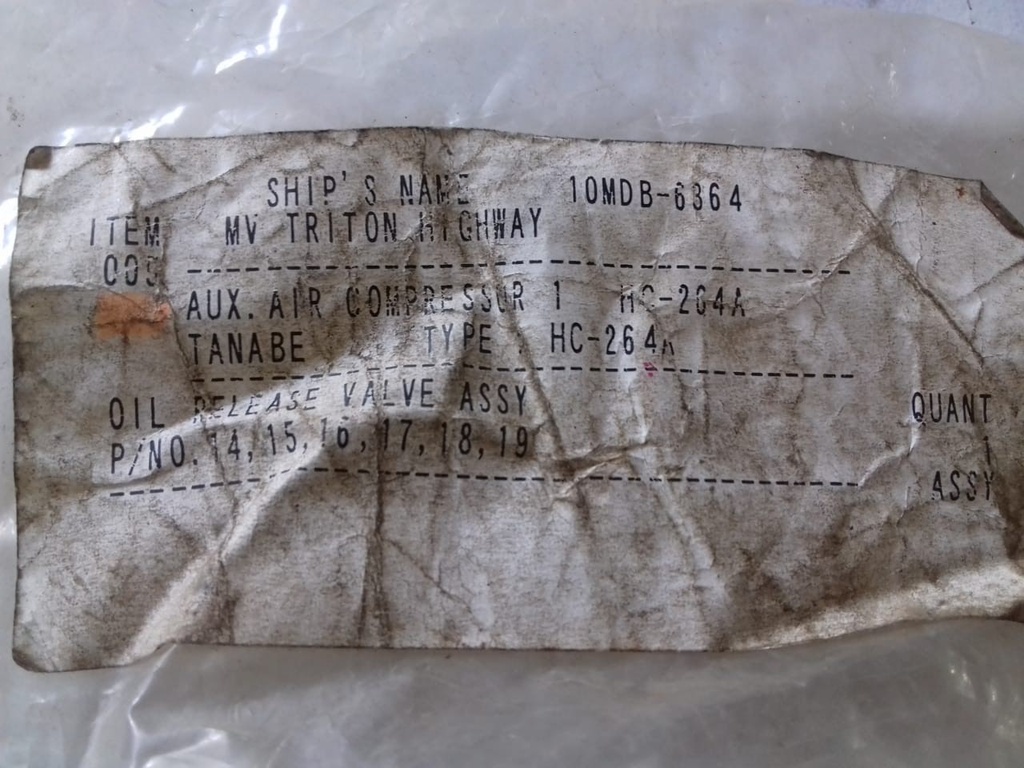 SHIP'S NAME 10MDB-6364
ITEM MV TRITON HIGHWAY
005
AUX. AIR COMPRESSOR 1 HC-264A
TANABE TYPE : HC-264A
OIL RELEASE VALVE ASSY QUANT
P/NO. 14,15,16,17,18,19 1
ASSY